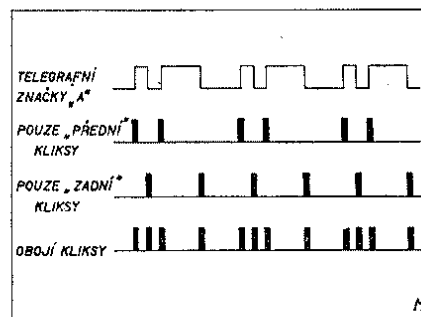 TELEGRAFNÍ
ZNAČKY „A"
POUZE „PŘEDNÍ"
KLIKSY
POUZE „ZADNÍ"
KLIKSY
OBOJÍ KLIKSY